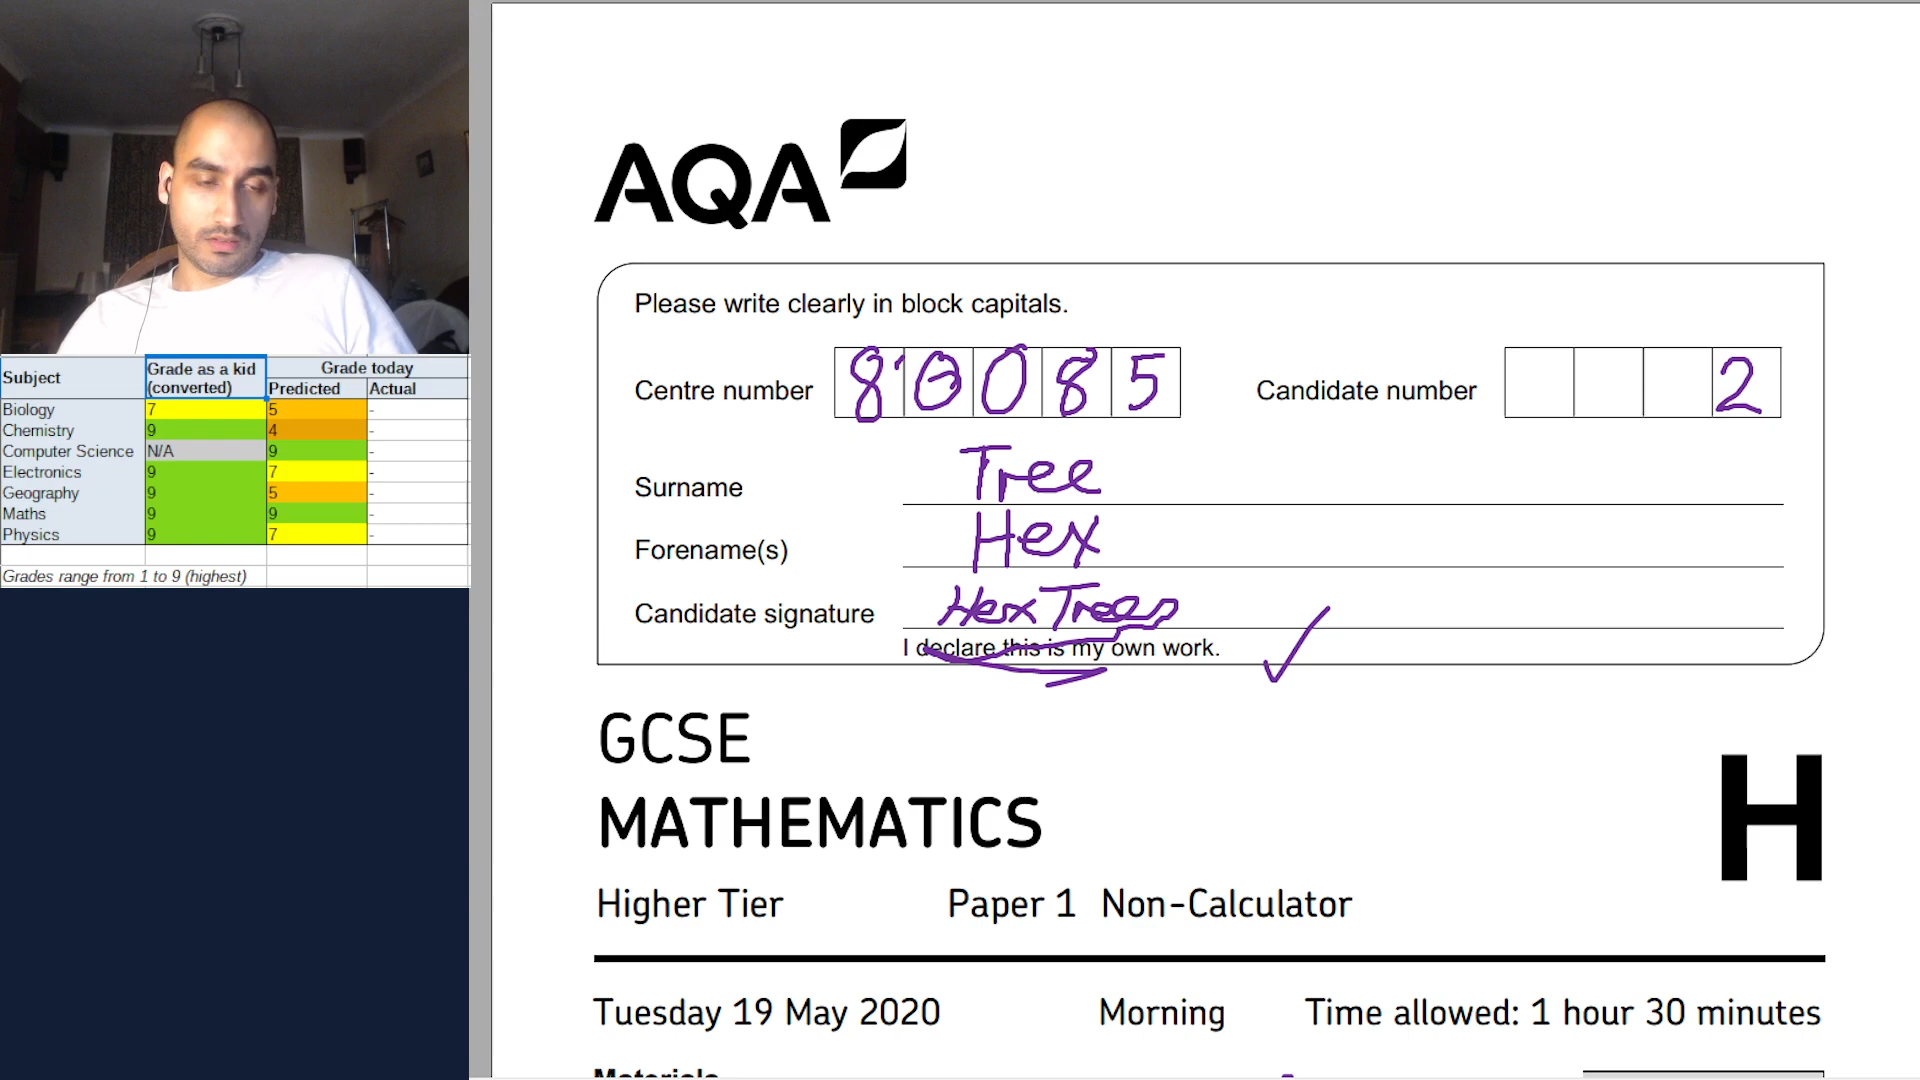 Subject Grade as a kid (converted) Grade today
Predicted Actual
Biology 7 5 -
Chemistry 9 4 -
Computer Science N/A 9 -
Electronics 9 7 -
Geography 9 5 -
Maths 9 9 -
Physics 9 7 -
Grades range from 1 to 9 (highest)
AQA
Please write clearly in block capitals.
Centre number 8 0 0 8 5 Candidate number 2
Surname Tree
Forename(s) Hex
Candidate signature Hex Trees
I declare this is my own work.
GCSE
MATHEMATICS
H
Higher Tier Paper 1 Non-Calculator
Tuesday 19 May 2020 Morning Time allowed: 1 hour 30 minutes
Materials